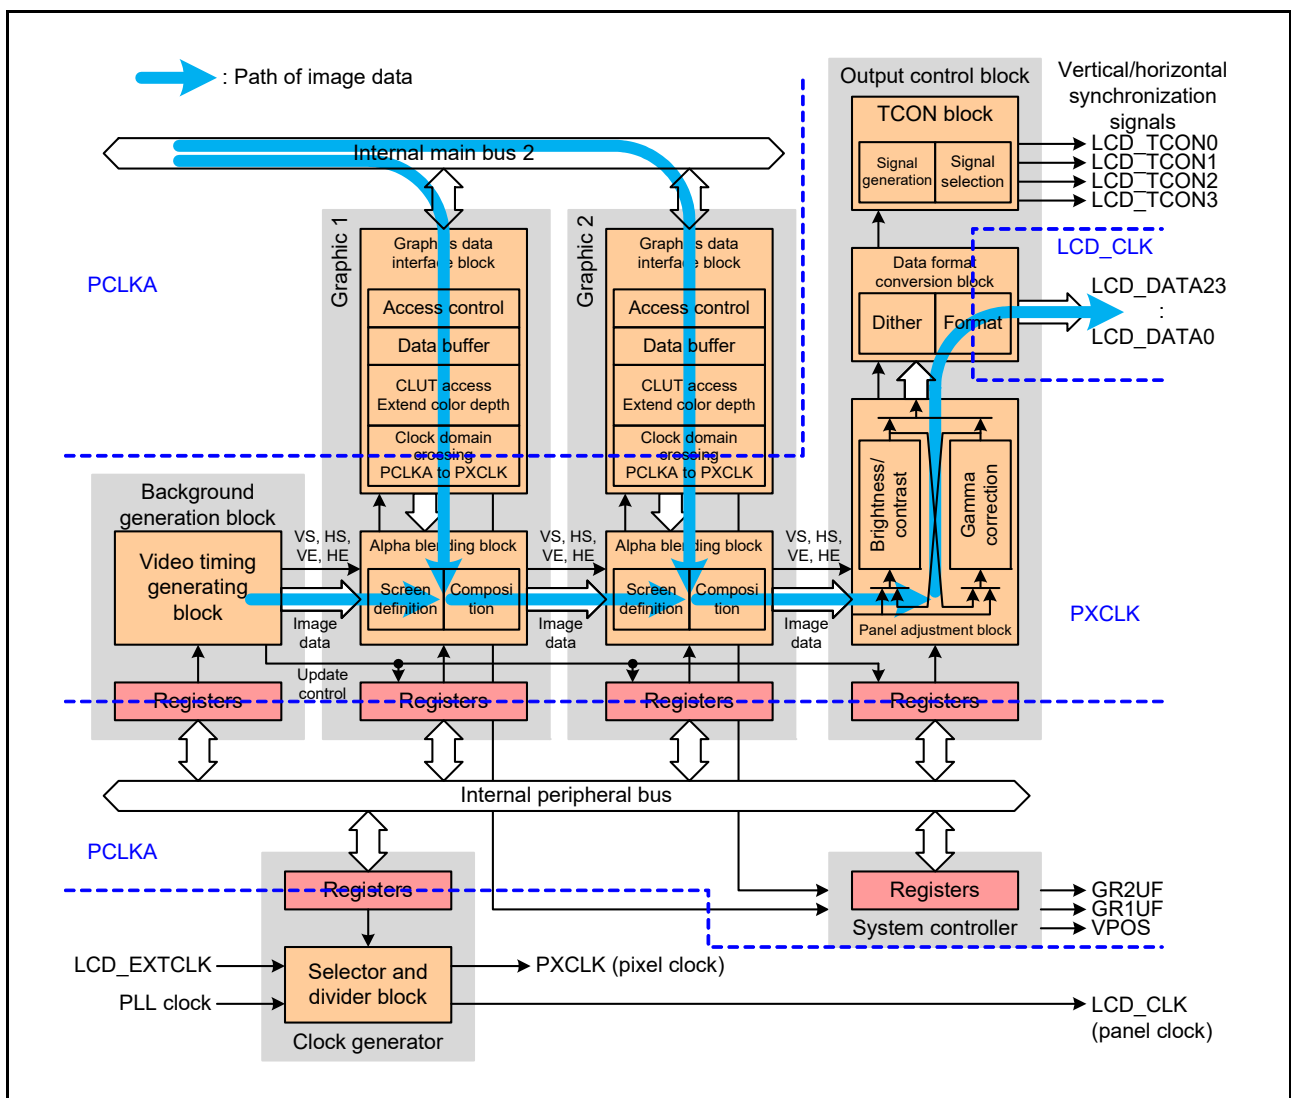 : Path of image data
Output control block
Vertical/horizontal
synchronization
signals
TCON block
Signal
generation
Signal
selection
LCD_TCON0
LCD_TCON1
LCD_TCON2
LCD_TCON3
Internal main bus 2
Graphic 1
Graphics data
interface block
Access control
Data buffer
CLUT access
Extend color depth
Clock domain
crossing
PCLKA to PXCLK
Graphic 2
Graphics data
interface block
Access control
Data buffer
CLUT access
Extend color depth
Clock domain
crossing
PCLKA to PXCLK
PCLKA
LCD_CLK
Data format
conversion block
Dither
Format
LCD_DATA23
:
LCD_DATA0
Background
generation block
Video timing
generating
block
VS, HS,
VE, HE
Image
data
Alpha blending block
Screen
definition
Composi
tion
VS, HS,
VE, HE
Image
data
Alpha blending block
Screen
definition
Composi
tion
VS, HS,
VE, HE
Image
data
Brightness/
contrast
Gamma
correction
Panel adjustment block
PXCLK
Update
control
Registers
Registers
Registers
Registers
Internal peripheral bus
PCLKA
Registers
Registers
System controller
GR2UF
GR1UF
VPOS
LCD_EXTCLK
PLL clock
Selector and
divider block
Clock generator
PXCLK (pixel clock)
LCD_CLK
(panel clock)